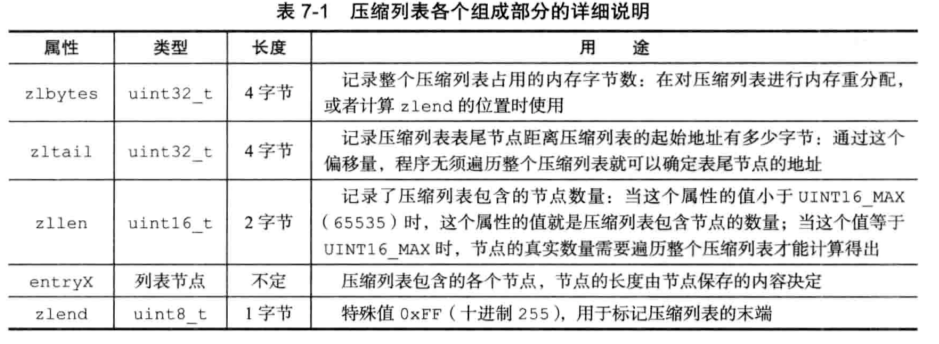 表 7-1 压缩列表各个组成部分的详细说明
属性 类型 长度 用途
zlbytes uint32_t 4 字节 记录整个压缩列表占用的内存字节数：在对压缩列表进行内存重分配，
或者计算 zlend 的位置时使用
zltail uint32_t 4 字节 记录压缩列表表尾节点距离压缩列表的起始地址有多少字节：通过这个
偏移量，程序无须遍历整个压缩列表就可以确定表尾节点的地址
zllen uint16_t 2 字节 记录了压缩列表包含的节点数量：当这个属性的值小于 UINT16_MAX
（65535）时，这个属性的值就是压缩列表包含节点的数量；当这个值等于
UINT16_MAX 时，节点的真实数量需要遍历整个压缩列表才能计算得出
entryX 列表节点 不定 压缩列表包含的各个节点，节点的长度由节点保存的内容决定
zlend uint8_t 1 字节 特殊值 0xFF（十进制 255），用于标记压缩列表的末端